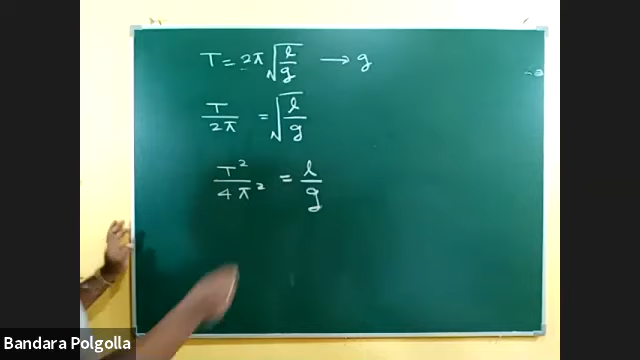 T = 2π√(l/g) → g
T/2π = √(l/g)
T²/4π² = l/g
Bandara Polgolla